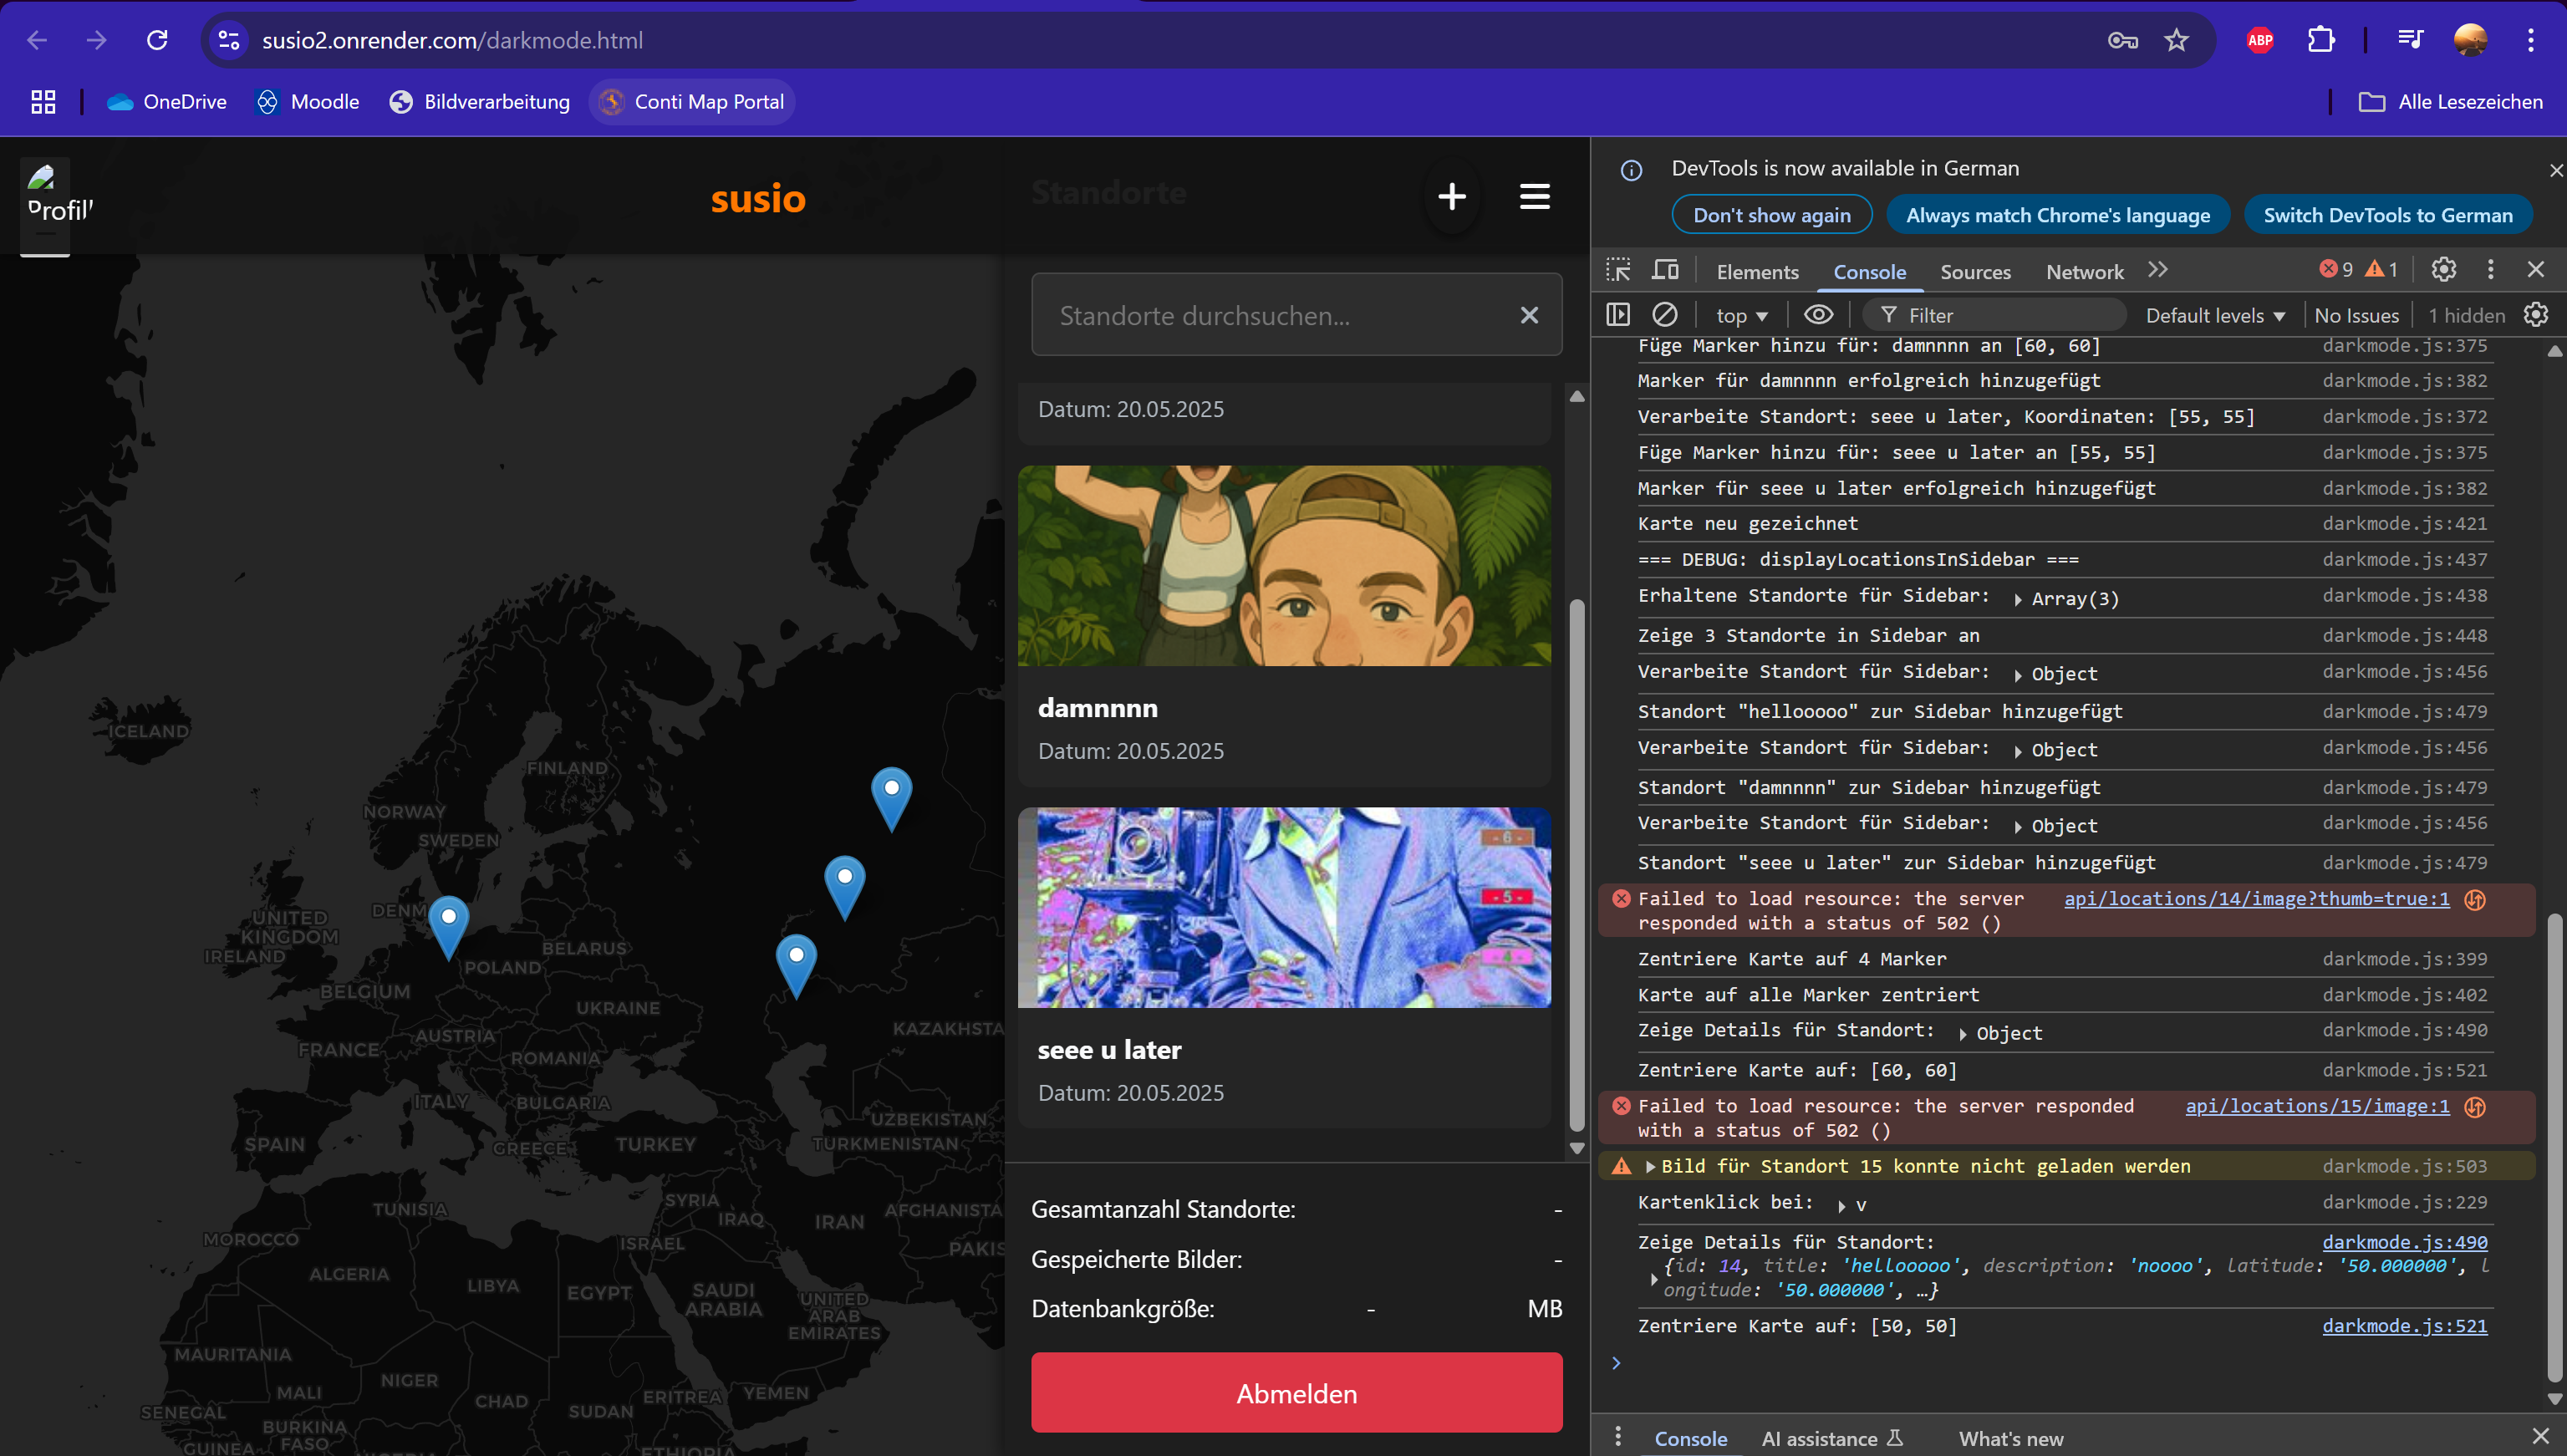 susio2.onrender.com/darkmode.html
ABP
OneDrive
Moodle
Bildverarbeitung
Conti Map Portal
Alle Lesezeichen
Profil
susio
Standorte
Standorte durchsuchen...
Datum: 20.05.2025
damnnnn
Datum: 20.05.2025
- 6 -
- 5 -
- 4 -
seee u later
Datum: 20.05.2025
Gesamtanzahl Standorte: -
Gespeicherte Bilder: -
Datenbankgröße: - MB
Abmelden
ICELAND
FINLAND
NORWAY
SWEDEN
DENM
UNITED
KINGDOM
IRELAND
BELARUS
POLAND
BELGIUM
UKRAINE
KAZAKHSTA
AUSTRIA
FRANCE
ROMANIA
ITALY
BULGARIA
UZBEKISTAN
SPAIN
GREECE
TURKEY
TURKMENISTAN
TUNISIA
SYRIA
IRAQ
IRAN
AFGHANISTA
MOROCCO
ISRAEL
PAKIS
ALGERIA
LIBYA
EGYPT
SAUDI
ARABIA
UNITED
ARAB
EMIRATES
MAURITANIA
MALI
NIGER
CHAD
SUDAN
ERITREA
YEMEN
SENEGAL
BURKINA
FASO
GUINEA
ETHIOPIA
DevTools is now available in German
Don't show again
Always match Chrome's language
Switch DevTools to German
Elements
Console
Sources
Network
9
1
top
Filter
Default levels
No Issues
1 hidden
Füge Marker hinzu für: damnnnn an [60, 60] darkmode.js:375
Marker für damnnnn erfolgreich hinzugefügt darkmode.js:382
Verarbeite Standort: seee u later, Koordinaten: [55, 55] darkmode.js:372
Füge Marker hinzu für: seee u later an [55, 55] darkmode.js:375
Marker für seee u later erfolgreich hinzugefügt darkmode.js:382
Karte neu gezeichnet darkmode.js:421
=== DEBUG: displayLocationsInSidebar === darkmode.js:437
Erhaltene Standorte für Sidebar: Array(3) darkmode.js:438
Zeige 3 Standorte in Sidebar an darkmode.js:448
Verarbeite Standort für Sidebar: Object darkmode.js:456
Standort "hellooooo" zur Sidebar hinzugefügt darkmode.js:479
Verarbeite Standort für Sidebar: Object darkmode.js:456
Standort "damnnnn" zur Sidebar hinzugefügt darkmode.js:479
Verarbeite Standort für Sidebar: Object darkmode.js:456
Standort "seee u later" zur Sidebar hinzugefügt darkmode.js:479
Failed to load resource: the server api/locations/14/image?thumb=true:1
responded with a status of 502 ()
Zentriere Karte auf 4 Marker darkmode.js:399
Karte auf alle Marker zentriert darkmode.js:402
Zeige Details für Standort: Object darkmode.js:490
Zentriere Karte auf: [60, 60] darkmode.js:521
Failed to load resource: the server responded api/locations/15/image:1
with a status of 502 ()
Bild für Standort 15 konnte nicht geladen werden darkmode.js:503
Kartenklick bei: v darkmode.js:229
Zeige Details für Standort: darkmode.js:490
{id: 14, title: 'hellooooo', description: 'noooo', latitude: '50.000000', l
ongitude: '50.000000', …}
Zentriere Karte auf: [50, 50] darkmode.js:521
Console
AI assistance
What's new